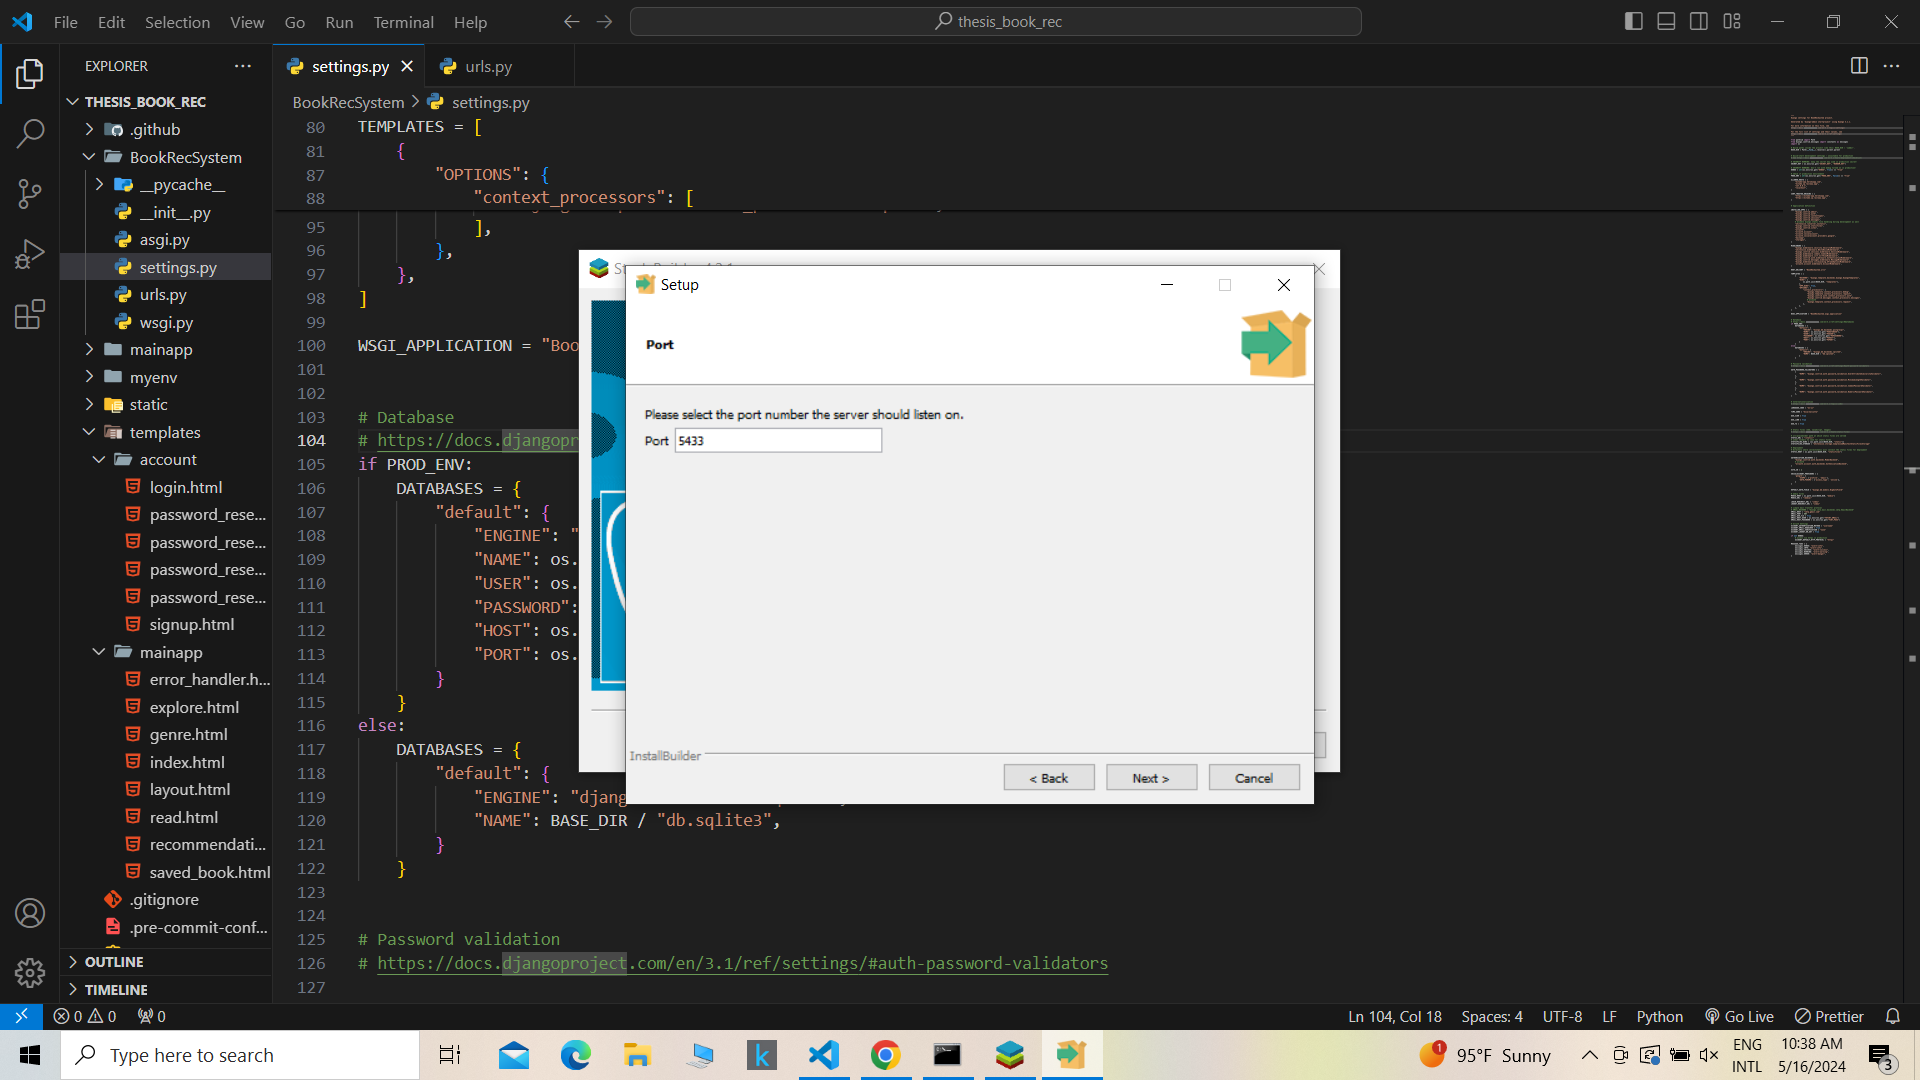 File Edit Selection View Go Run Terminal Help
thesis_book_rec
EXPLORER
THESIS_BOOK_REC
.github
BookRecSystem
__pycache__
__init__.py
asgi.py
settings.py
urls.py
wsgi.py
mainapp
myenv
static
templates
account
login.html
password_rese...
password_rese...
password_rese...
password_rese...
signup.html
mainapp
error_handler.h...
explore.html
genre.html
index.html
layout.html
read.html
recommendati...
saved_book.html
.gitignore
.pre-commit-conf...
OUTLINE
TIMELINE
settings.py
urls.py
BookRecSystem > settings.py
80 TEMPLATES = [
81 {
87 "OPTIONS": {
88 "context_processors": [
95 ],
96 },
97 },
98 ]
99
100 WSGI_APPLICATION = "Boo
101
102
103 # Database
104 # https://docs.djangopr
105 if PROD_ENV:
106 DATABASES = {
107 "default": {
108 "ENGINE": "
109 "NAME": os.
110 "USER": os.
111 "PASSWORD":
112 "HOST": os.
113 "PORT": os.
114 }
115 }
116 else:
117 DATABASES = {
118 "default": {
119 "ENGINE": "djang
120 "NAME": BASE_DIR / "db.sqlite3",
121 }
122 }
123
124
125 # Password validation
126 # https://docs.djangoproject.com/en/3.1/ref/settings/#auth-password-validators
127
Setup
Port
Please select the port number the server should listen on.
Port 5433
InstallBuilder
< Back
Next >
Cancel
0 0 0
Ln 104, Col 18 Spaces: 4 UTF-8 LF Python Go Live Prettier
Type here to search
1
95°F Sunny
ENG
INTL
10:38 AM
5/16/2024
3